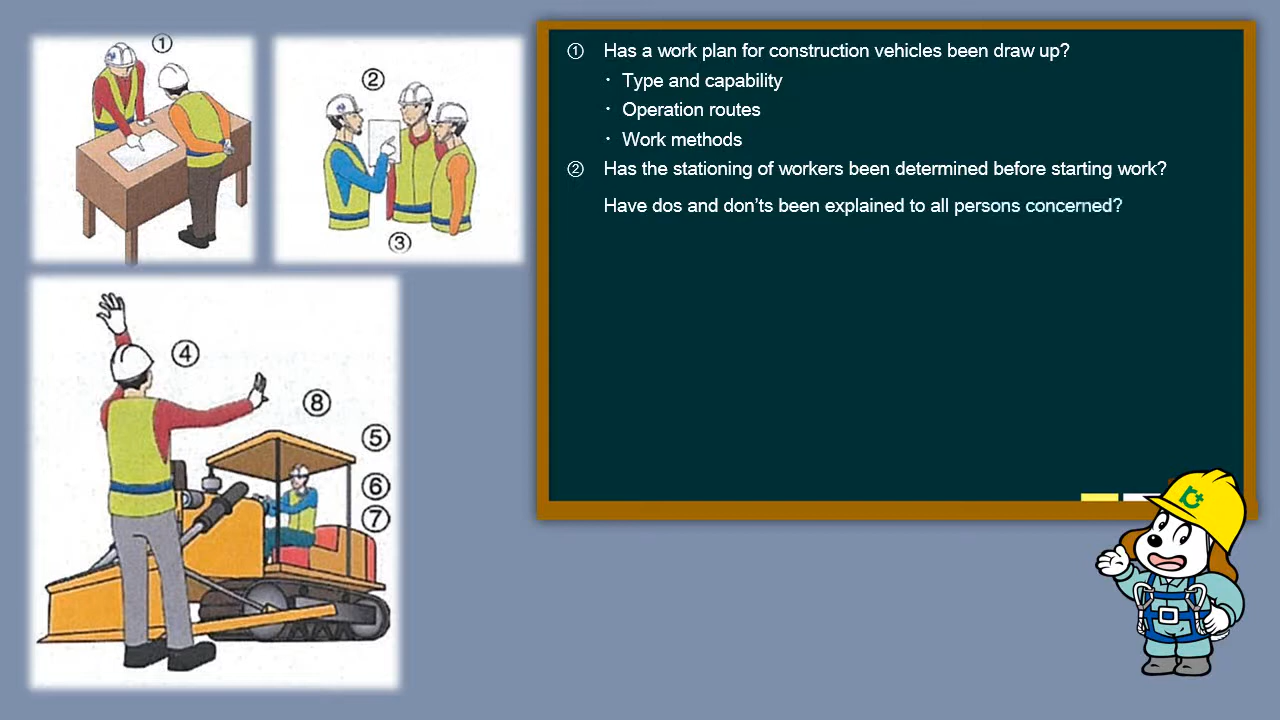 ① Has a work plan for construction vehicles been draw up?
・ Type and capability
・ Operation routes
・ Work methods
② Has the stationing of workers been determined before starting work?
Have dos and don'ts been explained to all persons concerned?
①
②
③
④
⑧
⑤
⑥
⑦